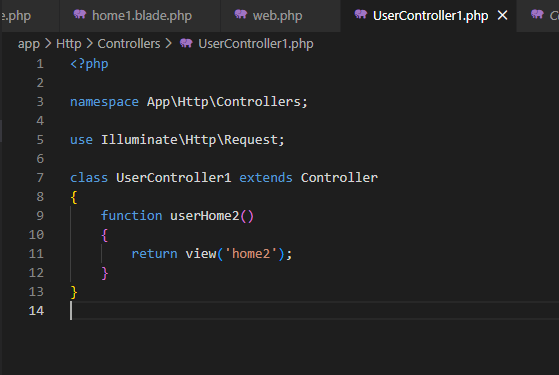 e.php home1.blade.php web.php UserController1.php
app > Http > Controllers > UserController1.php
1 <?php
2
3 namespace App\Http\Controllers;
4
5 use Illuminate\Http\Request;
6
7 class UserController1 extends Controller
8 {
9     function userHome2()
10     {
11         return view('home2');
12     }
13 }
14